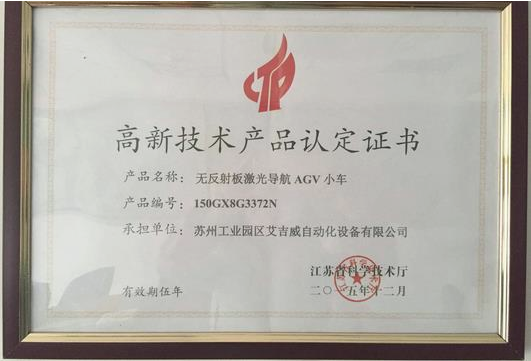 高新技术产品认定证书
产品名称： 无反射板激光导航 AGV 小车
产品编号： 150GX8G3372N
承担单位： 苏州工业园区艾吉威自动化设备有限公司
江苏省科学技术厅
有效期伍年 二〇一五年十二月